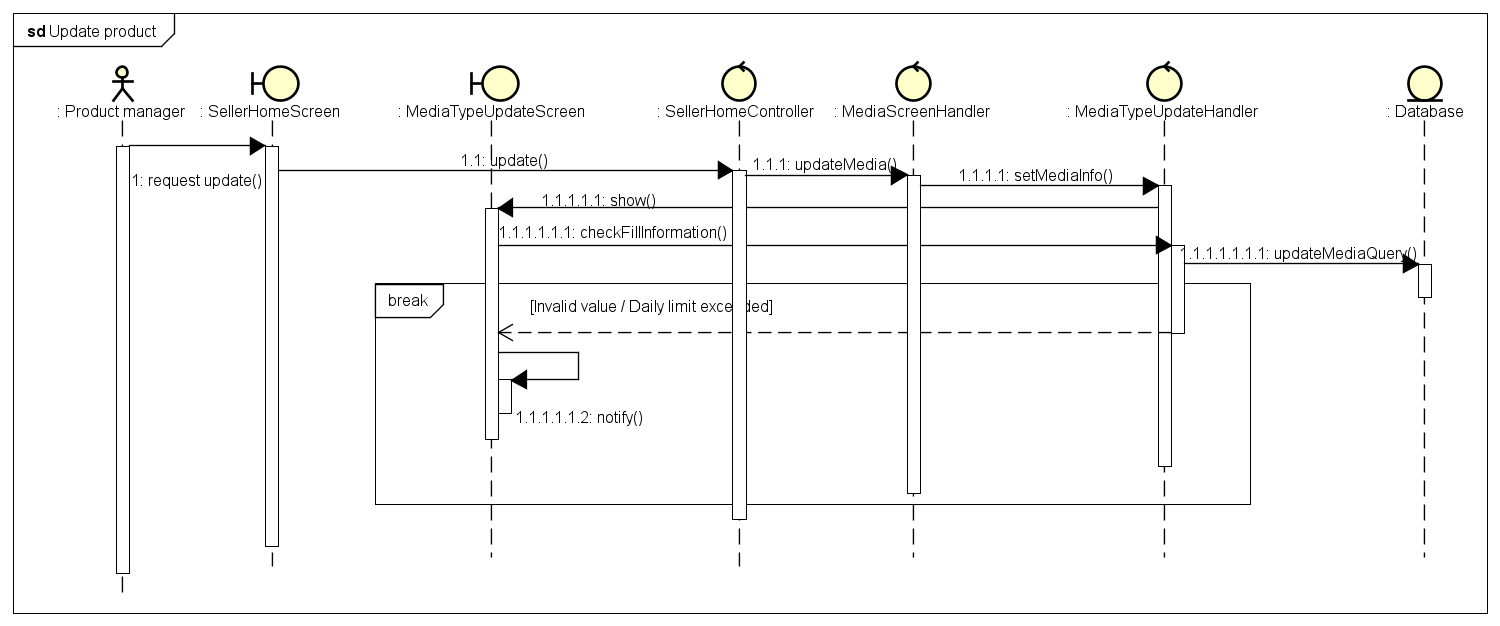 sd Update product
: Product manager
: SellerHomeScreen
: MediaTypeUpdateScreen
: SellerHomeController
: MediaScreenHandler
: MediaTypeUpdateHandler
: Database
1: request update()
1.1: update()
1.1.1: updateMedia()
1.1.1.1: setMediaInfo()
1.1.1.1.1: show()
1.1.1.1.1.1: checkFillInformation()
1.1.1.1.1.1.1: updateMediaQuery()
break
[Invalid value / Daily limit exceeded]
1.1.1.1.1.2: notify()